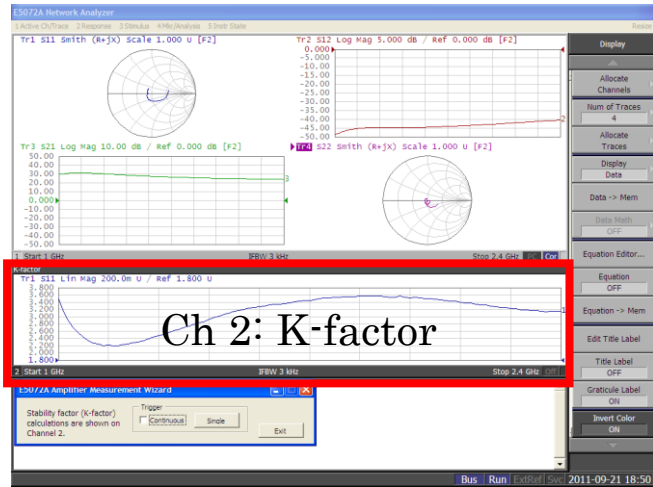 E5072A Network Analyzer
1 Active Ch/Trace 2 Response 3 Stimulus 4 Mkr/Analysis 5 Instr State
Resize
Tr1 S11 Smith (R+jX) Scale 1.000 U [F2]
Tr2 S12 Log Mag 5.000 dB / Ref 0.000 dB [F2]
0.000
-5.000
-10.00
-15.00
-20.00
-25.00
-30.00
-35.00
-40.00
-45.00
-50.00
2
Tr3 S21 Log Mag 10.00 dB / Ref 0.000 dB [F2]
50.00
40.00
30.00
20.00
10.00
0.000
-10.00
-20.00
-30.00
-40.00
-50.00
3
Tr4 S22 Smith (R+jX) Scale 1.000 U [F2]
1 Start 1 GHz
IFBW 3 kHz
Stop 2.4 GHz
Cor
K-factor
Tr1 S11 Lin Mag 200.0m U / Ref 1.800 U
3.800
3.600
3.400
3.200
3.000
2.800
2.600
2.400
2.200
2.000
1.800
1
Ch 2: K-factor
2 Start 1 GHz
IFBW 3 kHz
Stop 2.4 GHz Off
E5072A Amplifier Measurement Wizard
Stability factor (K-factor)
calculations are shown on
Channel 2.
Trigger
Continuous
Single
Exit
Display
Allocate
Channels
Num of Traces
4
Allocate
Traces
Display
Data
Data -> Mem
Data Math
OFF
Equation Editor...
Equation
OFF
Equation -> Mem
Edit Title Label
Title Label
OFF
Graticule Label
ON
Invert Color
ON
Bus Run ExtRef Svc 2011-09-21 18:50